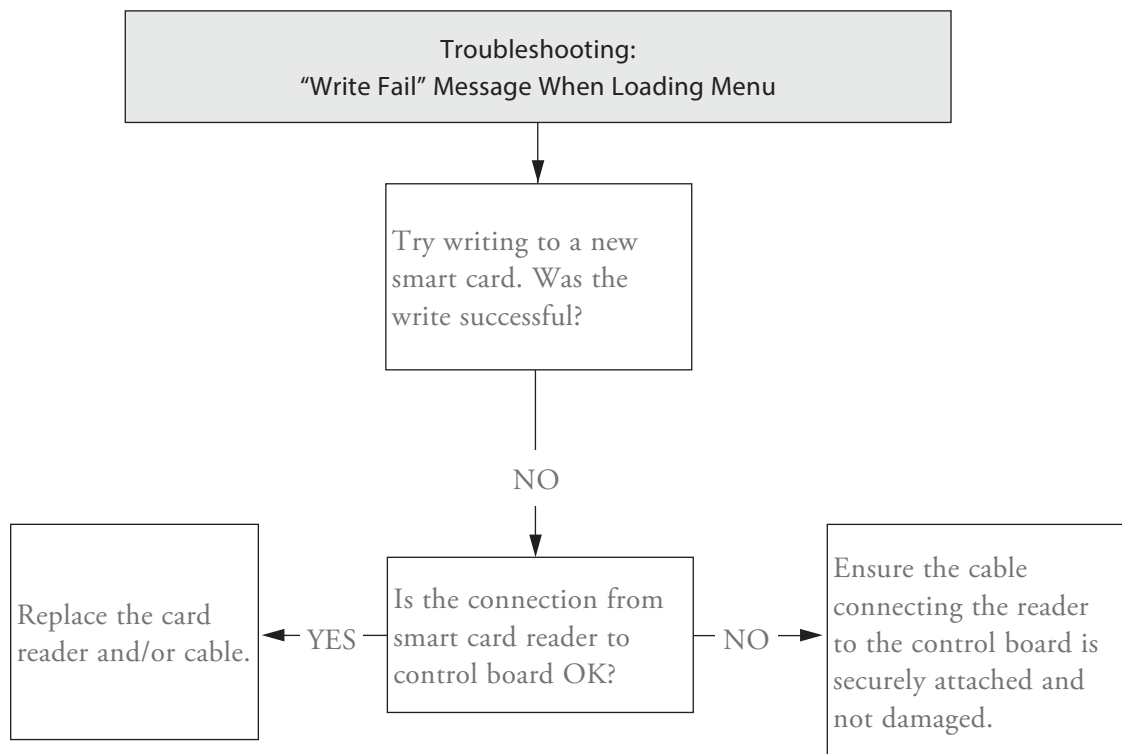 Troubleshooting:
“Write Fail” Message When Loading Menu
Try writing to a new
smart card. Was the
write successful?
NO
Replace the card
reader and/or cable.
YES
Is the connection from
smart card reader to
control board OK?
NO
Ensure the cable
connecting the reader
to the control board is
securely attached and
not damaged.